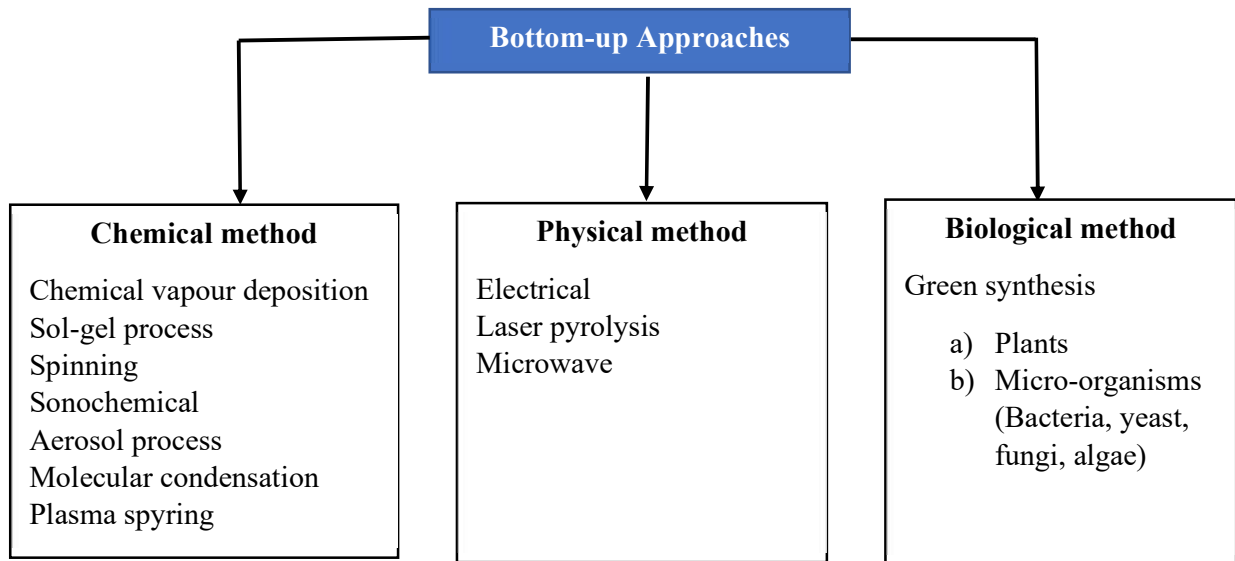 Bottom-up Approaches
Chemical method
Chemical vapour deposition
Sol-gel process
Spinning
Sonochemical
Aerosol process
Molecular condensation
Plasma spyring
Physical method
Electrical
Laser pyrolysis
Microwave
Biological method
Green synthesis
a) Plants
b) Micro-organisms
(Bacteria, yeast,
fungi, algae)